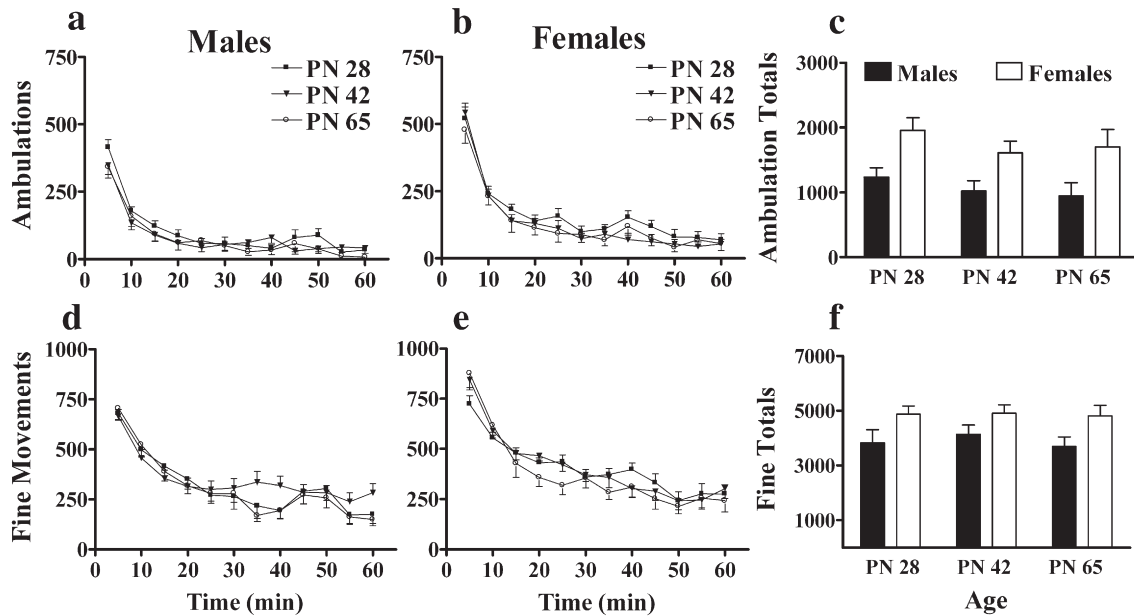 a
Males
b
Females
c
750
500
250
0
Ambulations
PN 28
PN 42
PN 65
0 10 20 30 40 50 60
750
500
250
0
PN 28
PN 42
PN 65
0 10 20 30 40 50 60
3000
2000
1000
0
Ambulation Totals
Males Females
PN 28 PN 42 PN 65
d
e
f
1000
750
500
250
0
Fine Movements
0 10 20 30 40 50 60
Time (min)
1000
750
500
250
0
0 10 20 30 40 50 60
Time (min)
7000
5000
3000
1000
Fine Totals
PN 28 PN 42 PN 65
Age